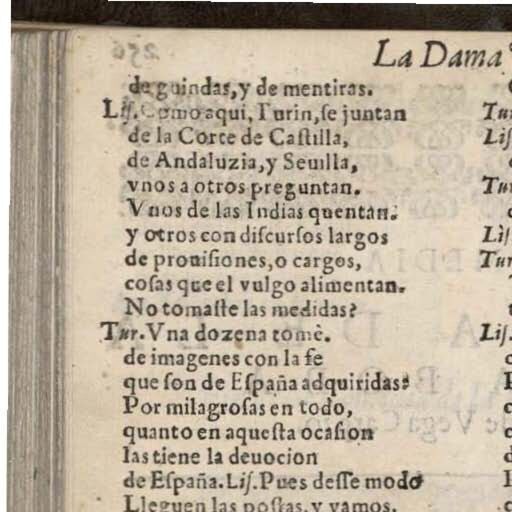 La Dama
de guindas, y de mentiras.
Lis. Como aqui, Turin, se juntan
de la Corte de Castilla,
de Andaluzia, y Seuilla,
vnos a otros preguntan.
Vnos de las Indias quentan:
y otros con discursos largos
de prouisiones, o cargos,
cosas que el vulgo alimentan.
No tomaste las medidas?
Tur. Vna dozena tomè.
de imagenes con la fe
que son de España adquiridas?
Por milagrosas en todo,
quanto en aquesta ocasion
las tiene la deuocion
de España. Lis. Pues desse modo
Lleguen las postas, y vamos.
Tur
Lis
Tur
Lis
Tur
Lis.